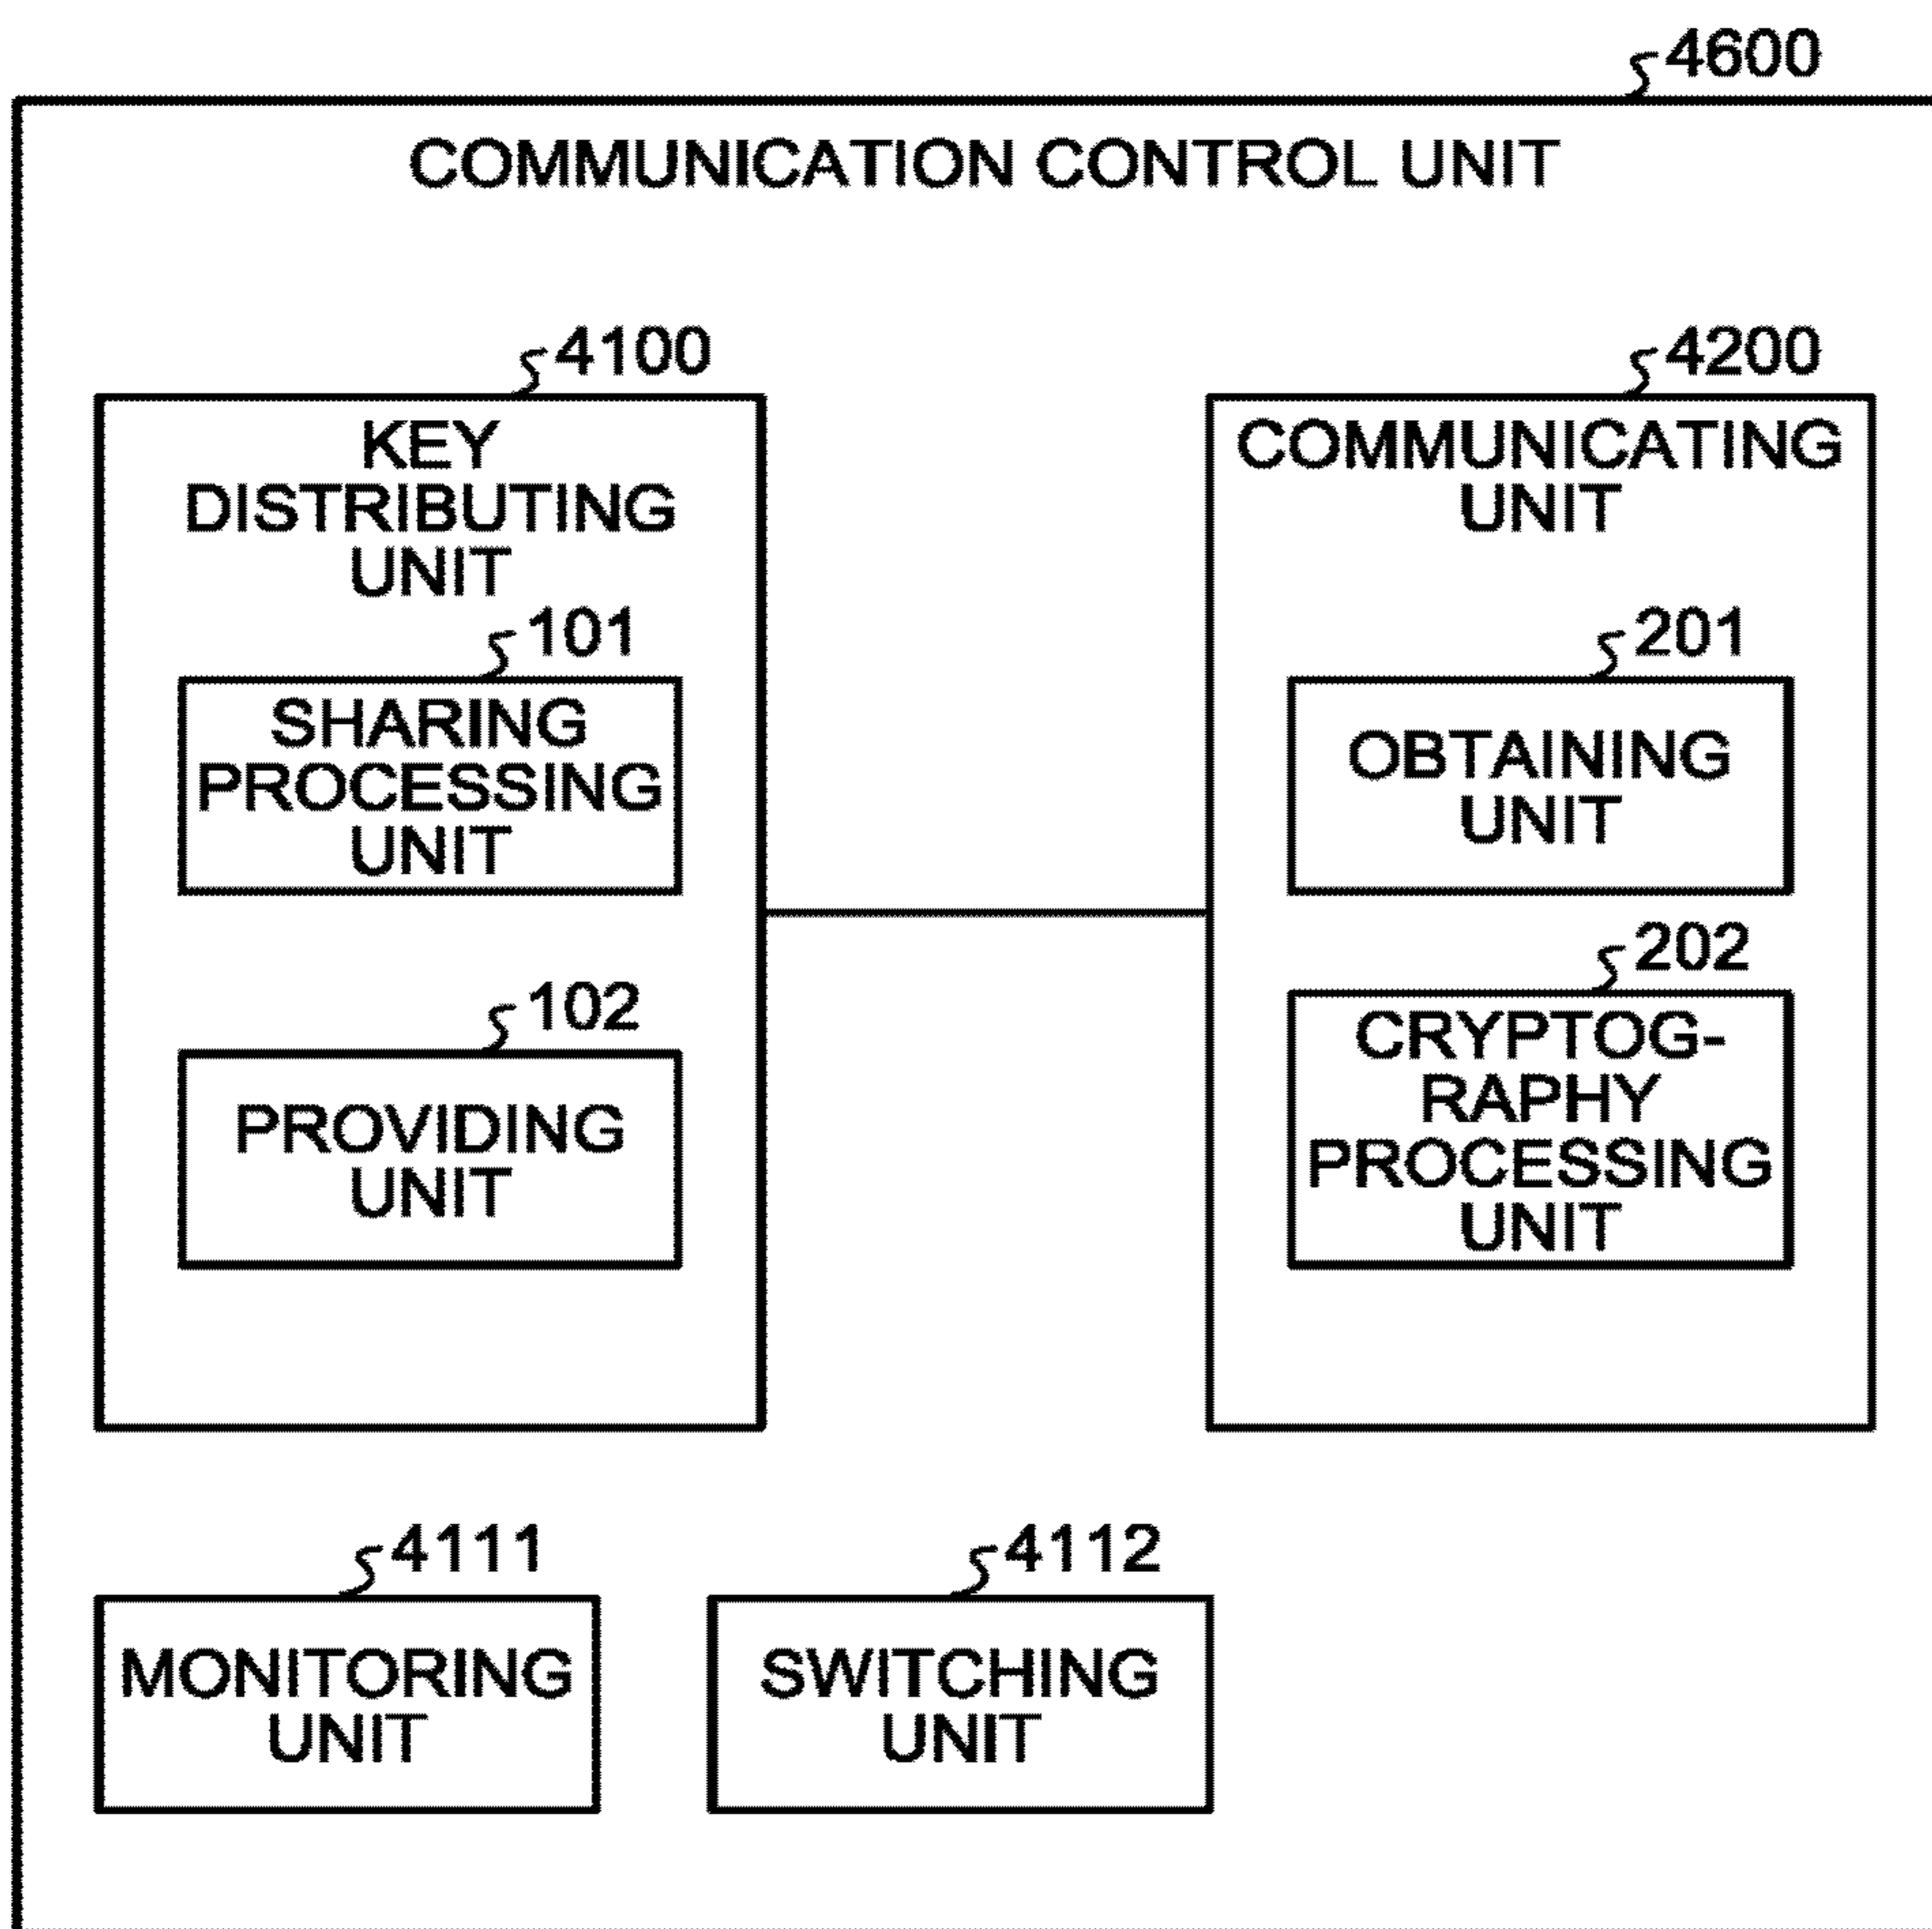 4600
COMMUNICATION CONTROL UNIT
4100
KEY
DISTRIBUTING
UNIT
101
SHARING
PROCESSING
UNIT
102
PROVIDING
UNIT
4200
COMMUNICATING
UNIT
201
OBTAINING
UNIT
202
CRYPTOG-
RAPHY
PROCESSING
UNIT
4111
MONITORING
UNIT
4112
SWITCHING
UNIT